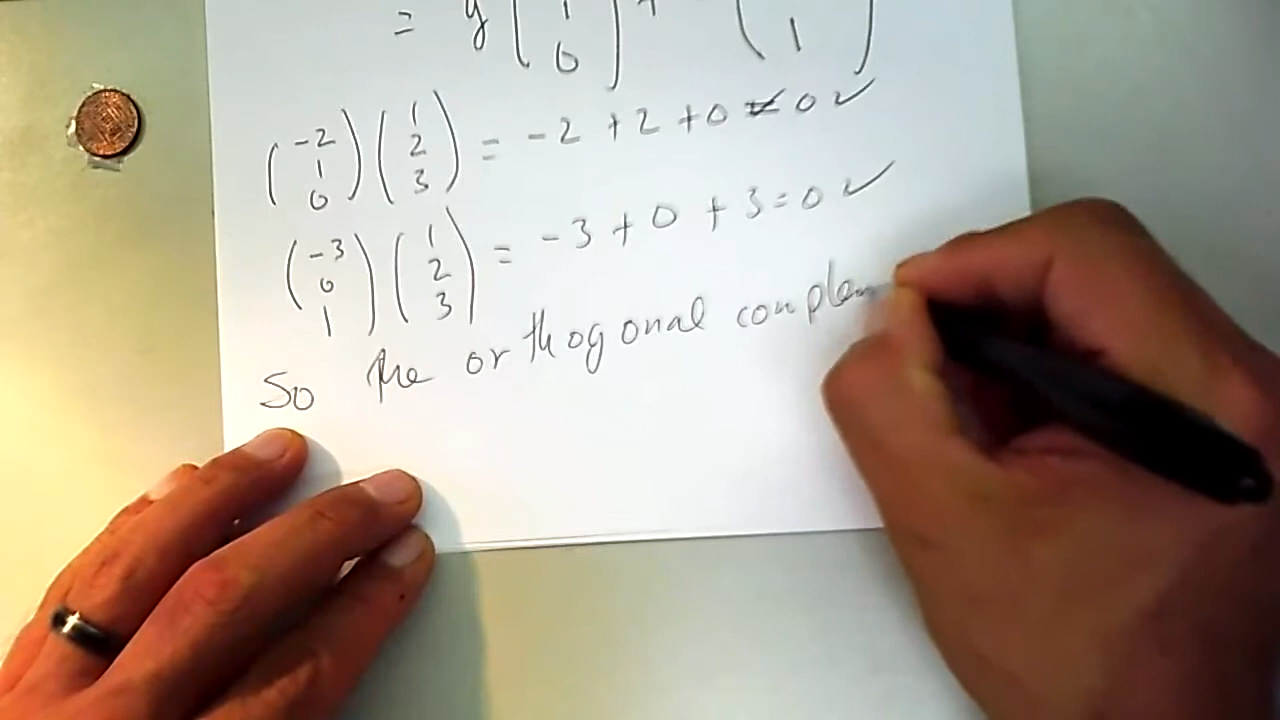 = y ( 1 0 ) + ( 1 )
( -2 1 0 ) ( 1 2 3 ) = -2 + 2 + 0 = 0 ✓
( -3 0 1 ) ( 1 2 3 ) = -3 + 0 + 3 = 0 ✓
So the orthogonal complem